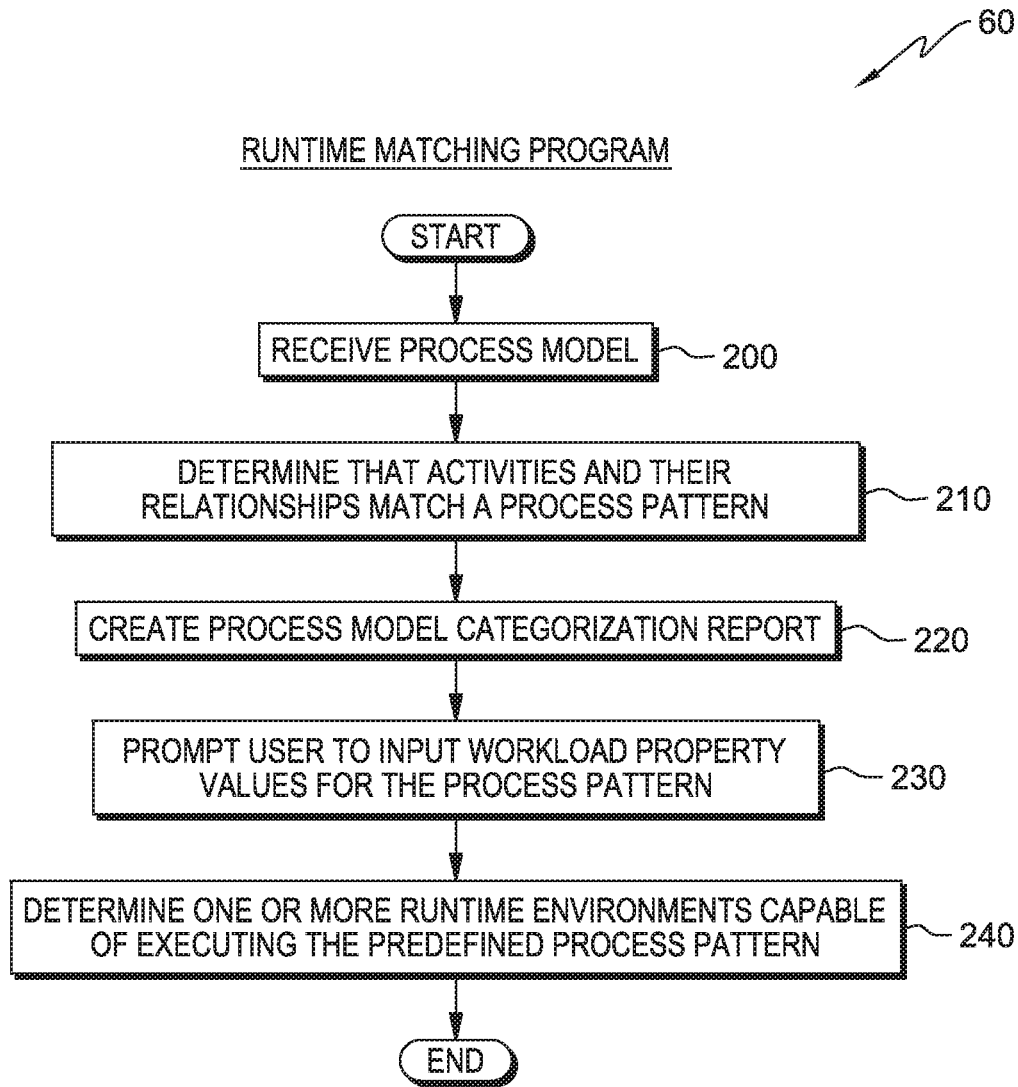 60
RUNTIME MATCHING PROGRAM
START
RECEIVE PROCESS MODEL
200
DETERMINE THAT ACTIVITIES AND THEIR
RELATIONSHIPS MATCH A PROCESS PATTERN
210
CREATE PROCESS MODEL CATEGORIZATION REPORT
220
PROMPT USER TO INPUT WORKLOAD PROPERTY
VALUES FOR THE PROCESS PATTERN
230
DETERMINE ONE OR MORE RUNTIME ENVIRONMENTS CAPABLE
OF EXECUTING THE PREDEFINED PROCESS PATTERN
240
END